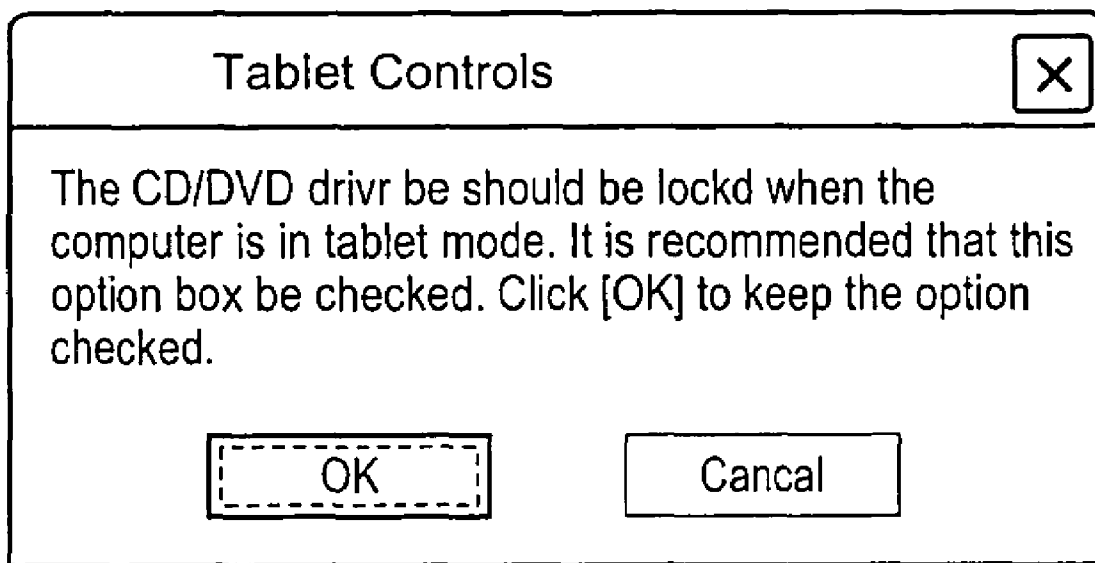 Tablet Controls
The CD/DVD drivr be should be lockd when the
computer is in tablet mode. It is recommended that this
option box be checked. Click [OK] to keep the option
checked.
OK
Cancal